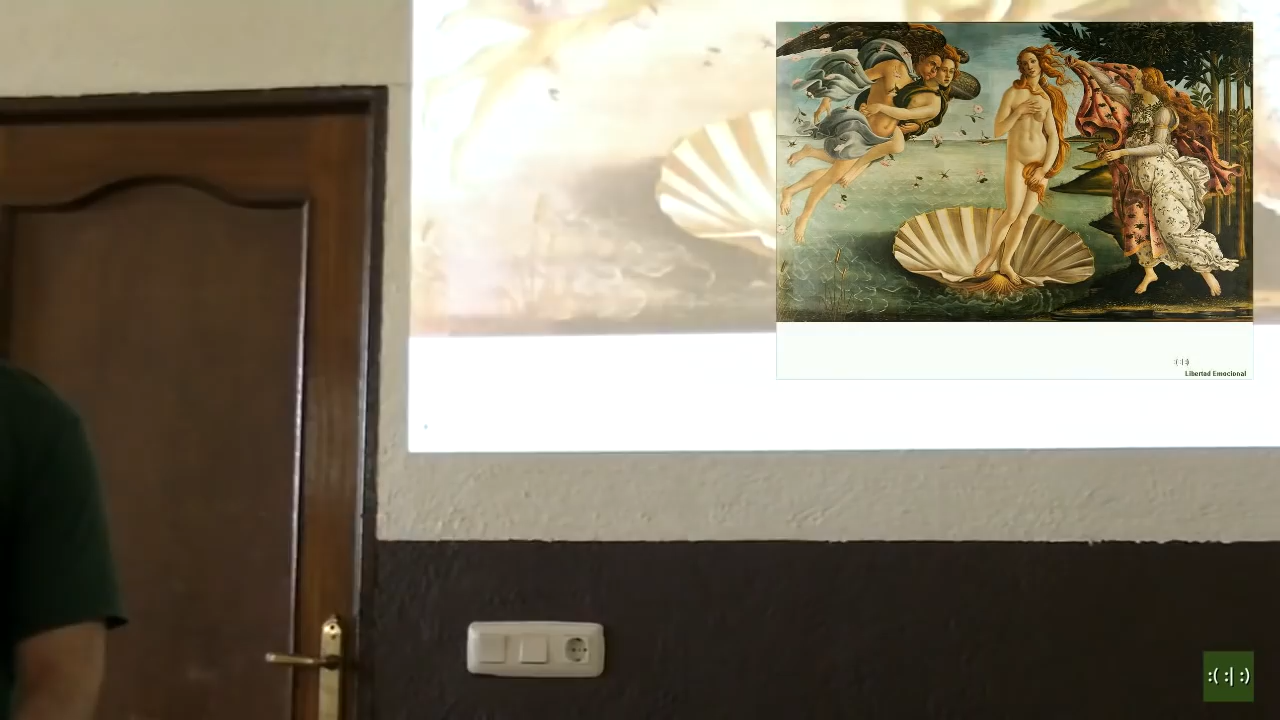 :( :| :)
Libertad Emocional
:( :| :)